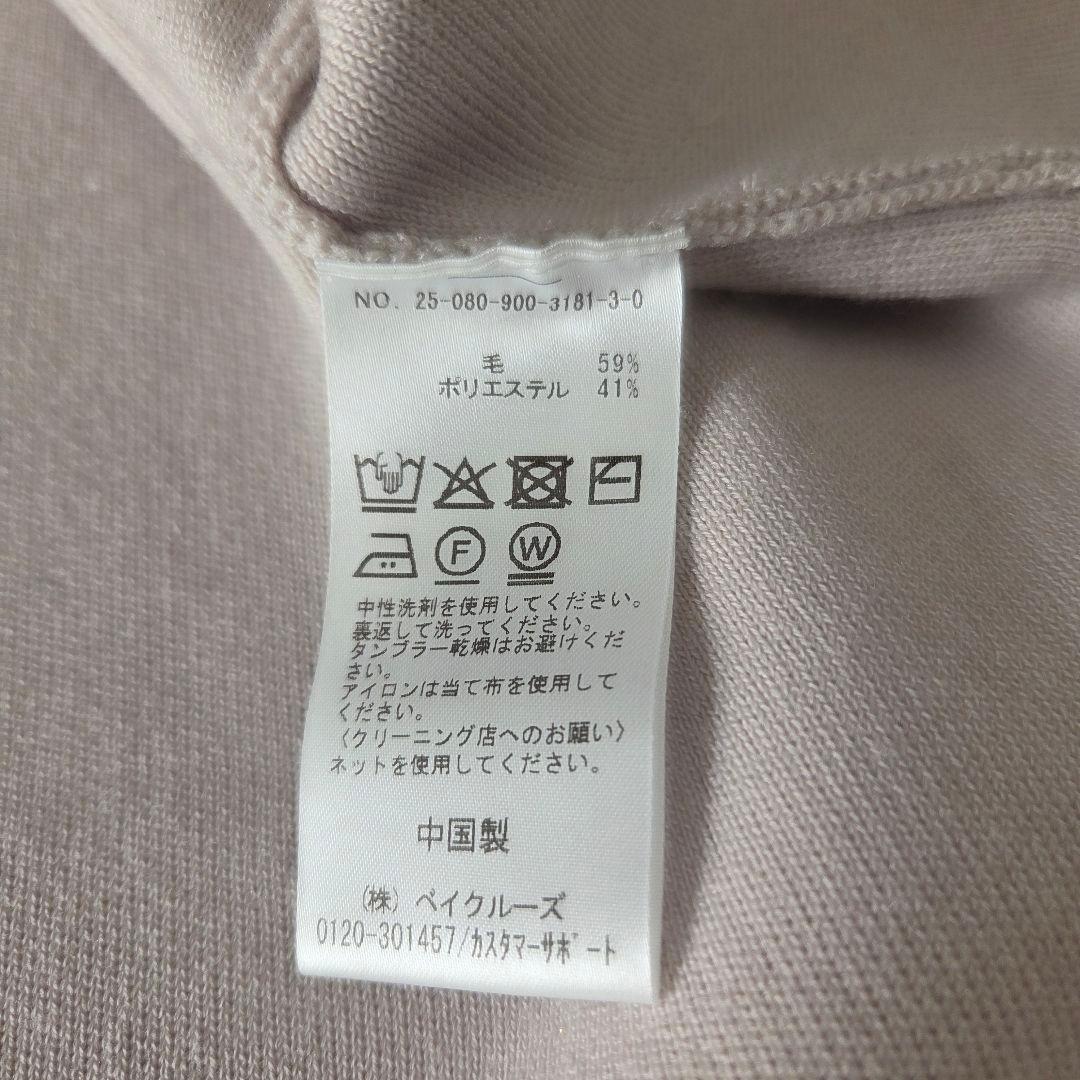 NO. 25-080-900-3181-3-0
毛 59%
ポリエステル 41%
F W
中性洗剤を使用してください。
裏返して洗ってください。
タンブラー乾燥はお避けくだ
さい。
アイロンは当て布を使用して
ください。
〈クリーニング店へのお願い〉
ネットを使用してください。
中国製
(株) ベイクルーズ
0120-301457/カスタマーサポート